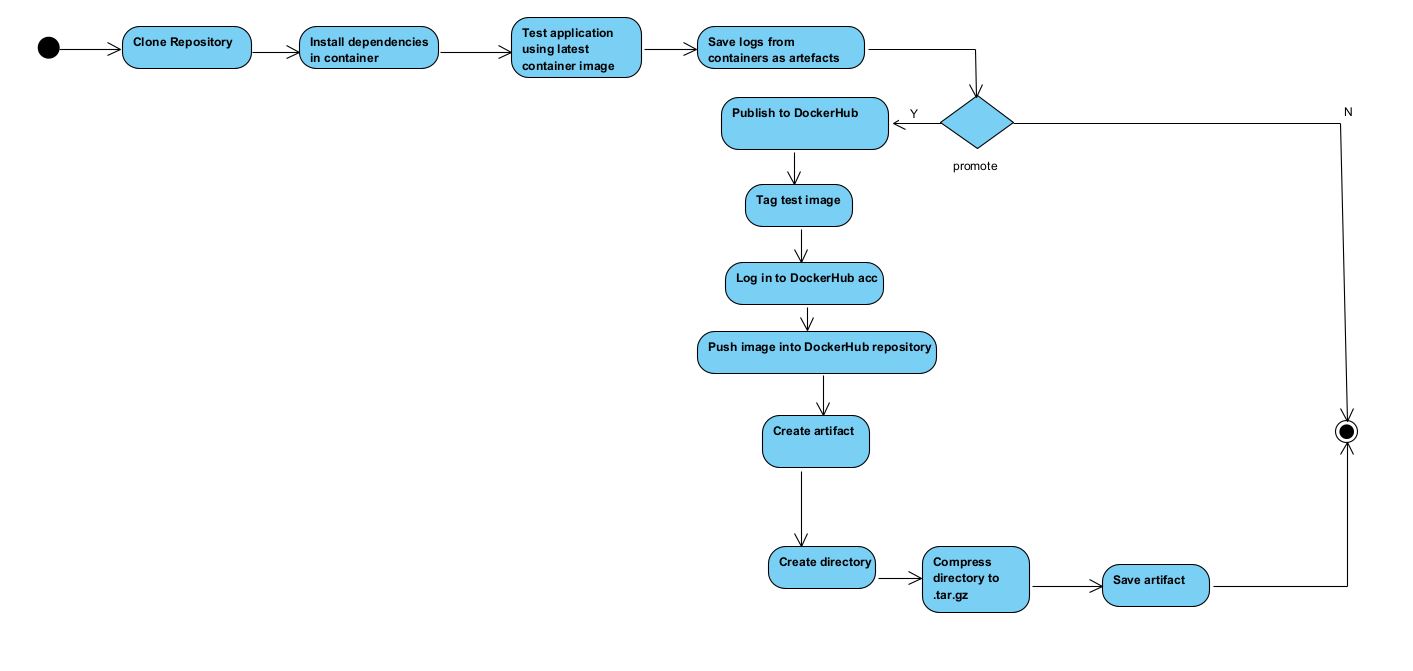 Clone Repository
Install dependencies
in container
Test application
using latest
container image
Save logs from
containers as artefacts
Publish to DockerHub
Y
N
promote
Tag test image
Log in to DockerHub acc
Push image into DockerHub repository
Create artifact
Create directory
Compress
directory to
.tar.gz
Save artifact